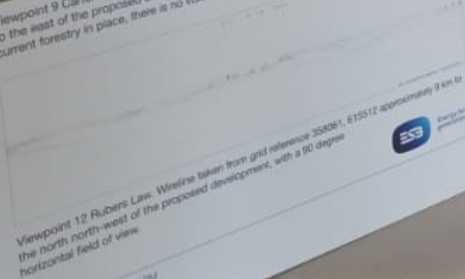 iewpoint 9
o the east of the proposed
current forestry in place, there is no
Viewpoint 12 Rubers Law. Wireline taken from grid reference 358061, 615512 approximately 9 km to
the north north-west of the proposed development, with a 90 degree
horizontal field of view.
ESB